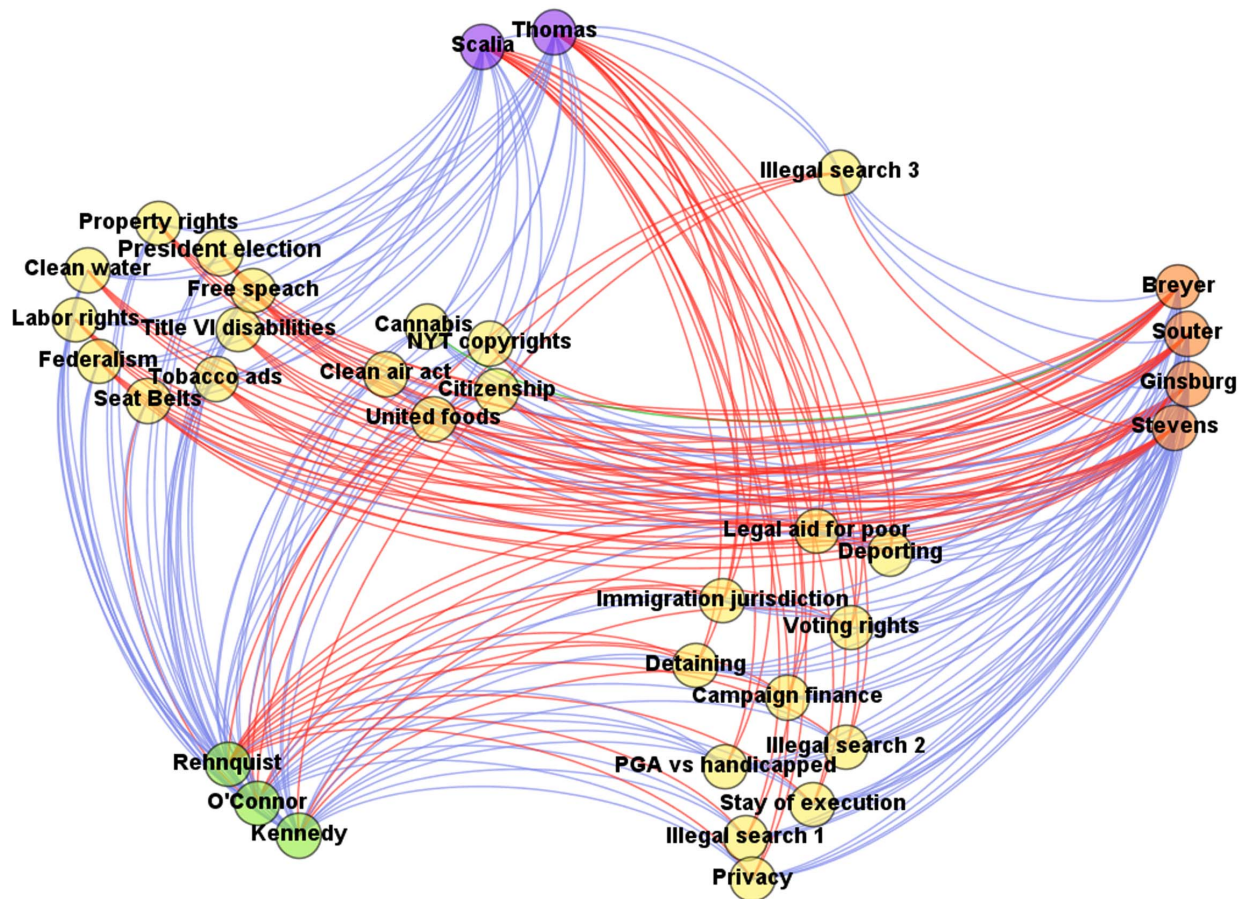 Thomas
Scalia
Illegal search 3
Property rights
President election
Clean water
Free speach
Breyer
Labor rights
Title VI disabilities
Cannabis
NYT copyrights
Souter
Federalism
Tobacco ads
Clean air act
Citizenship
Ginsburg
Seat Belts
United foods
Stevens
Legal aid for poor
Deporting
Immigration jurisdiction
Voting rights
Detaining
Campaign finance
Illegal search 2
Rehnquist
PGA vs handicapped
O'Connor
Stay of execution
Kennedy
Illegal search 1
Privacy